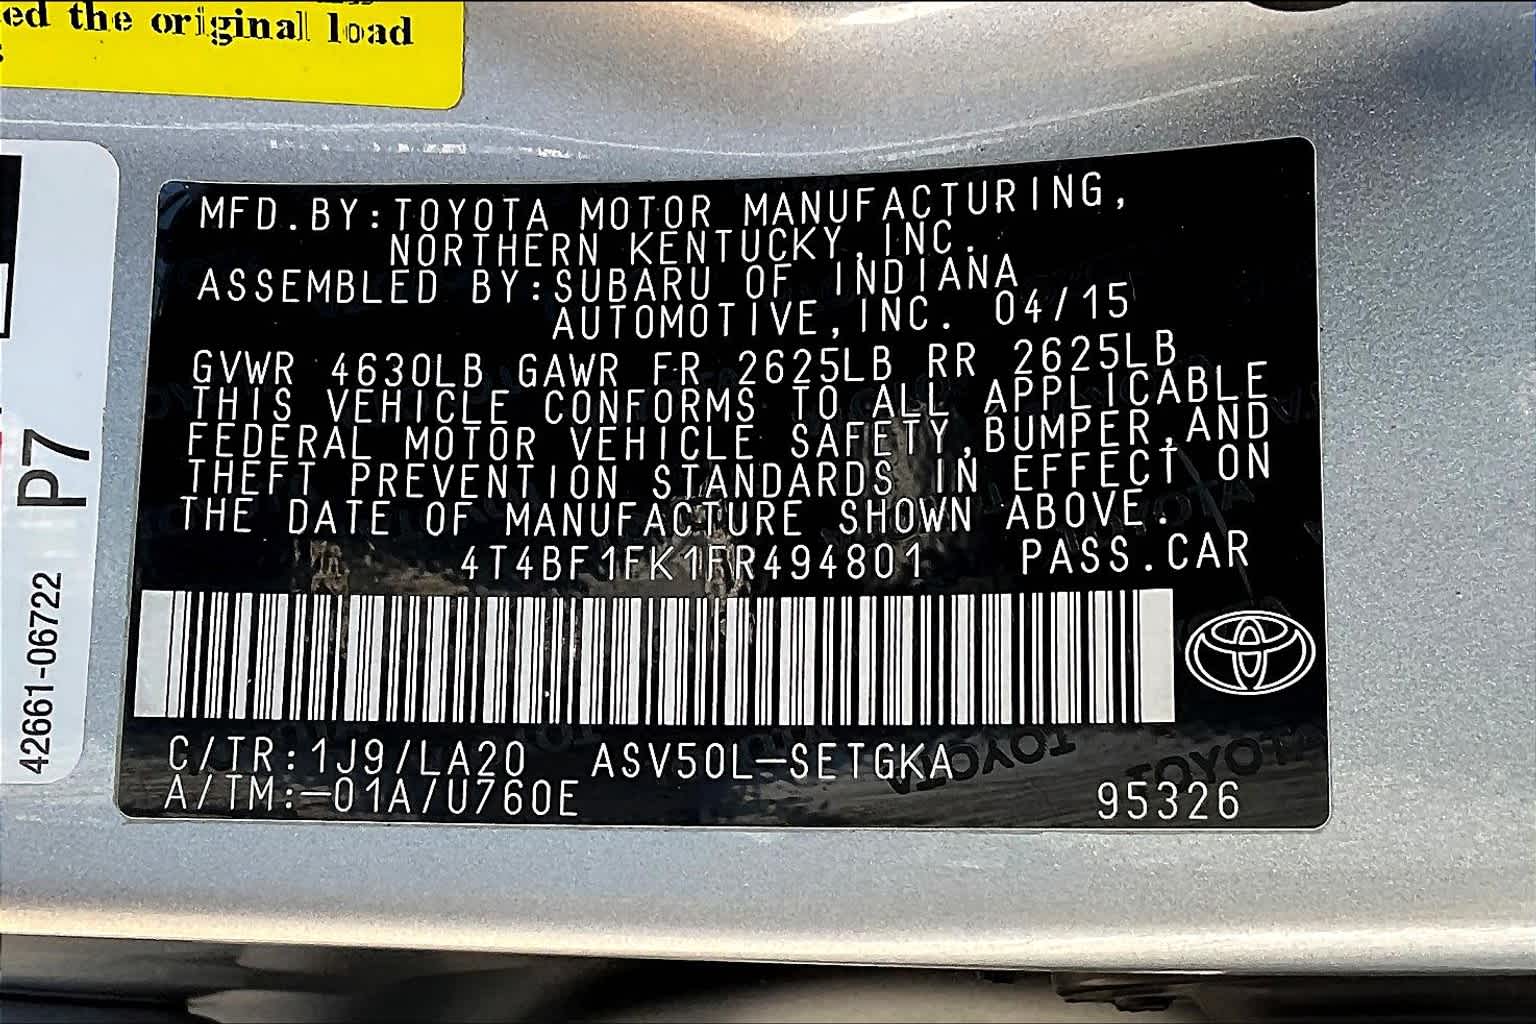 ed the original load
MFD.BY:TOYOTA MOTOR MANUFACTURING,
NORTHERN KENTUCKY,INC.
ASSEMBLED BY:SUBARU OF INDIANA
AUTOMOTIVE,INC. 04/15
GVWR 4630LB GAWR FR 2625LB RR 2625LB
THIS VEHICLE CONFORMS TO ALL APPLICABLE
FEDERAL MOTOR VEHICLE SAFETY,BUMPER,AND
THEFT PREVENTION STANDARDS IN EFFECT ON
THE DATE OF MANUFACTURE SHOWN ABOVE.
4T4BF1FK1FR494801 PASS.CAR
C/TR:1J9/LA20 ASV50L-SETGKA
A/TM:-01A/U760E
95326
P7
42661-06722
TOYOTA
TOYOTA